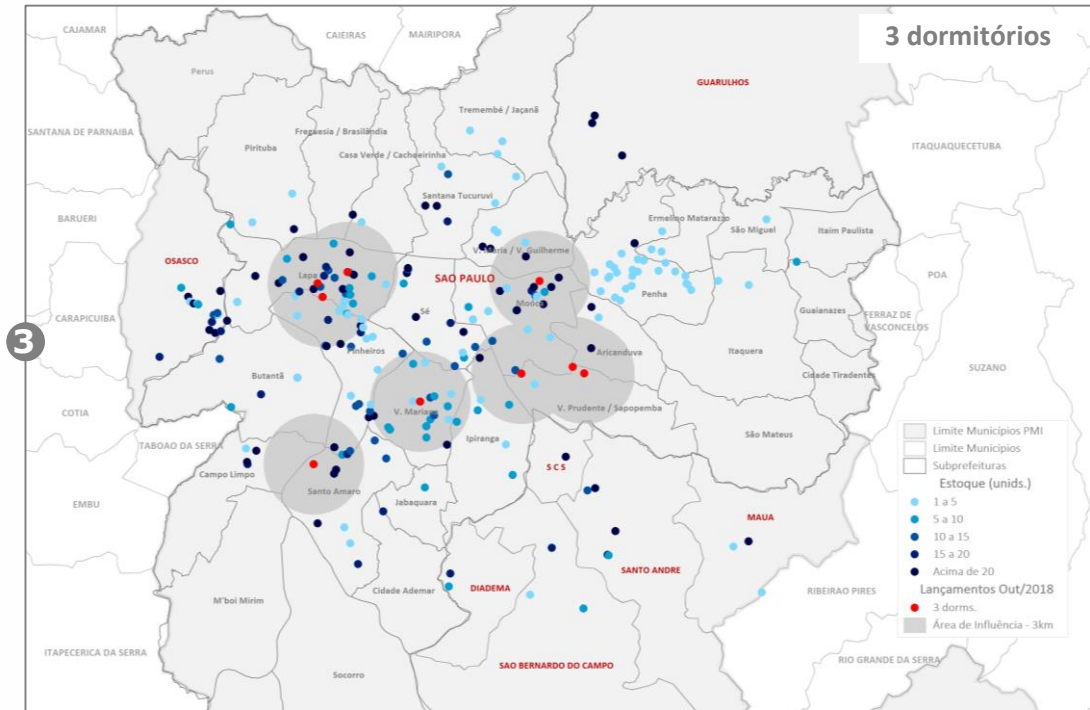 3 dormitórios
CAJAMAR
CAIEIRAS
MAIRIPORA
Perus
GUARULHOS
Tremembé / Jaçanã
SANTANA DE PARNAIBA
Freguesia / Brasilândia
Pirituba
Casa Verde / Cachoeirinha
ITAQUAQUECETUBA
Santana Tucuruvi
BARUERI
Ermelino Matarazzo
São Miguel
Itaim Paulista
OSASCO
V. Maria / V. Guilherme
Lapa
SAO PAULO
POA
Penha
Sé
Guaianazes
CARAPICUIBA
FERRAZ DE VASCONCELOS
3
Pinheiros
Aricanduva
Itaquera
Butantã
Cidade Tiradentes
SUZANO
COTIA
V. Mariana
V. Prudente / Sapopemba
TABOAO DA SERRA
Ipiranga
São Mateus
Campo Limpo
S C S
Santo Amaro
Jabaquara
EMBU
MAUA
SANTO ANDRE
Cidade Ademar
DIADEMA
M'boi Mirim
RIBEIRAO PIRES
ITAPECERICA DA SERRA
SAO BERNARDO DO CAMPO
RIO GRANDE DA SERRA
Socorro
Limite Municípios PMI
Limite Municípios
Subprefeituras
Estoque (unids.)
1 a 5
5 a 10
10 a 15
15 a 20
Acima de 20
Lançamentos Out/2018
3 dorms.
Área de Influência - 3km